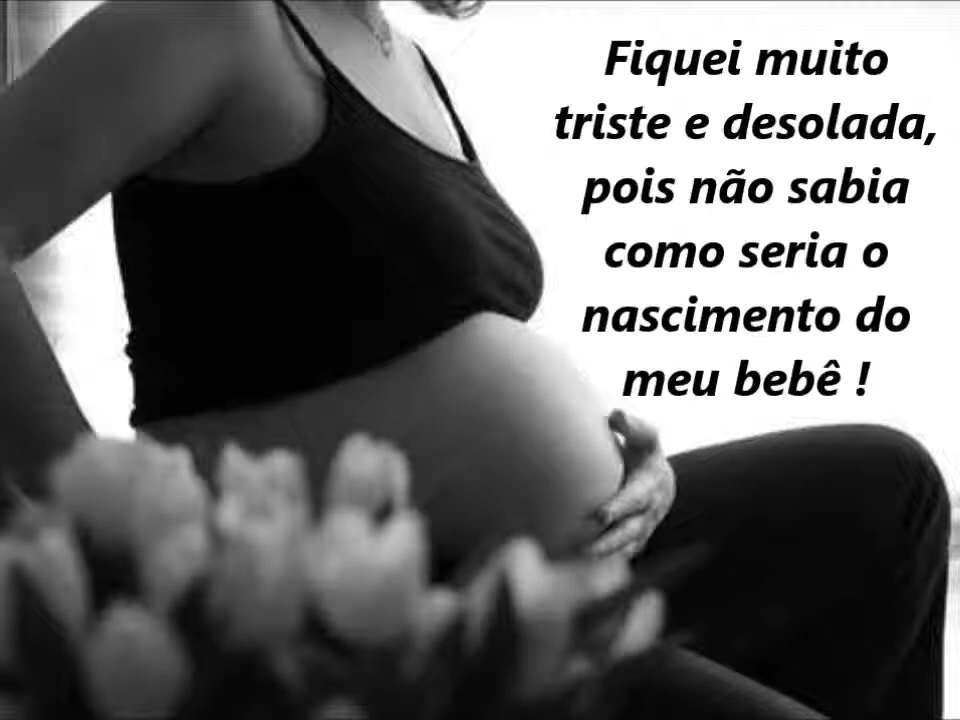 Fiquei muito
triste e desolada,
pois não sabia
como seria o
nascimento do
meu bebê !